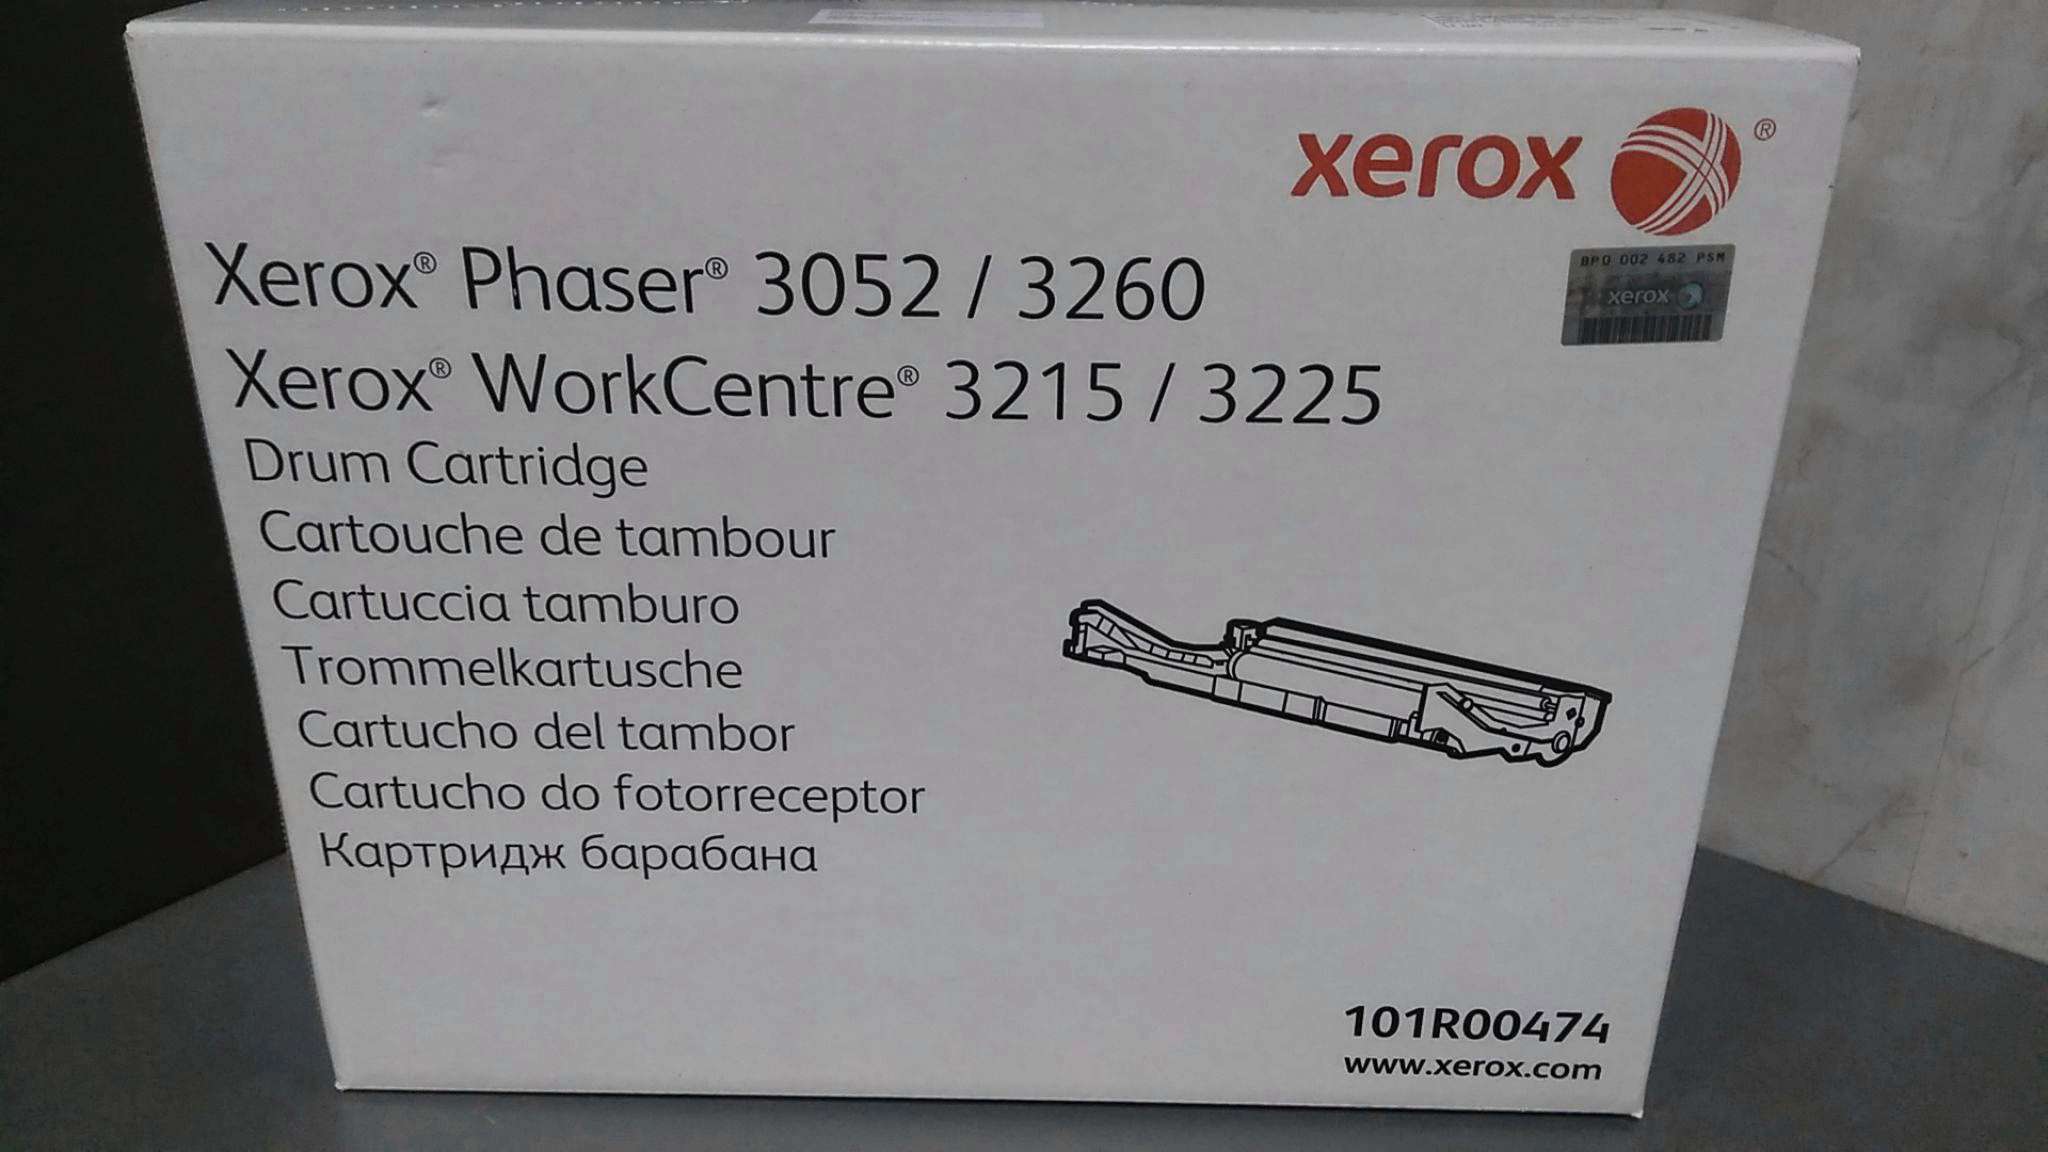 xerox ®
BPO 002 482 PSM
xerox
Xerox® Phaser® 3052 / 3260
Xerox® WorkCentre® 3215 / 3225
Drum Cartridge
Cartouche de tambour
Cartuccia tamburo
Trommelkartusche
Cartucho del tambor
Cartucho do fotorreceptor
Картридж барабана
101R00474
www.xerox.com